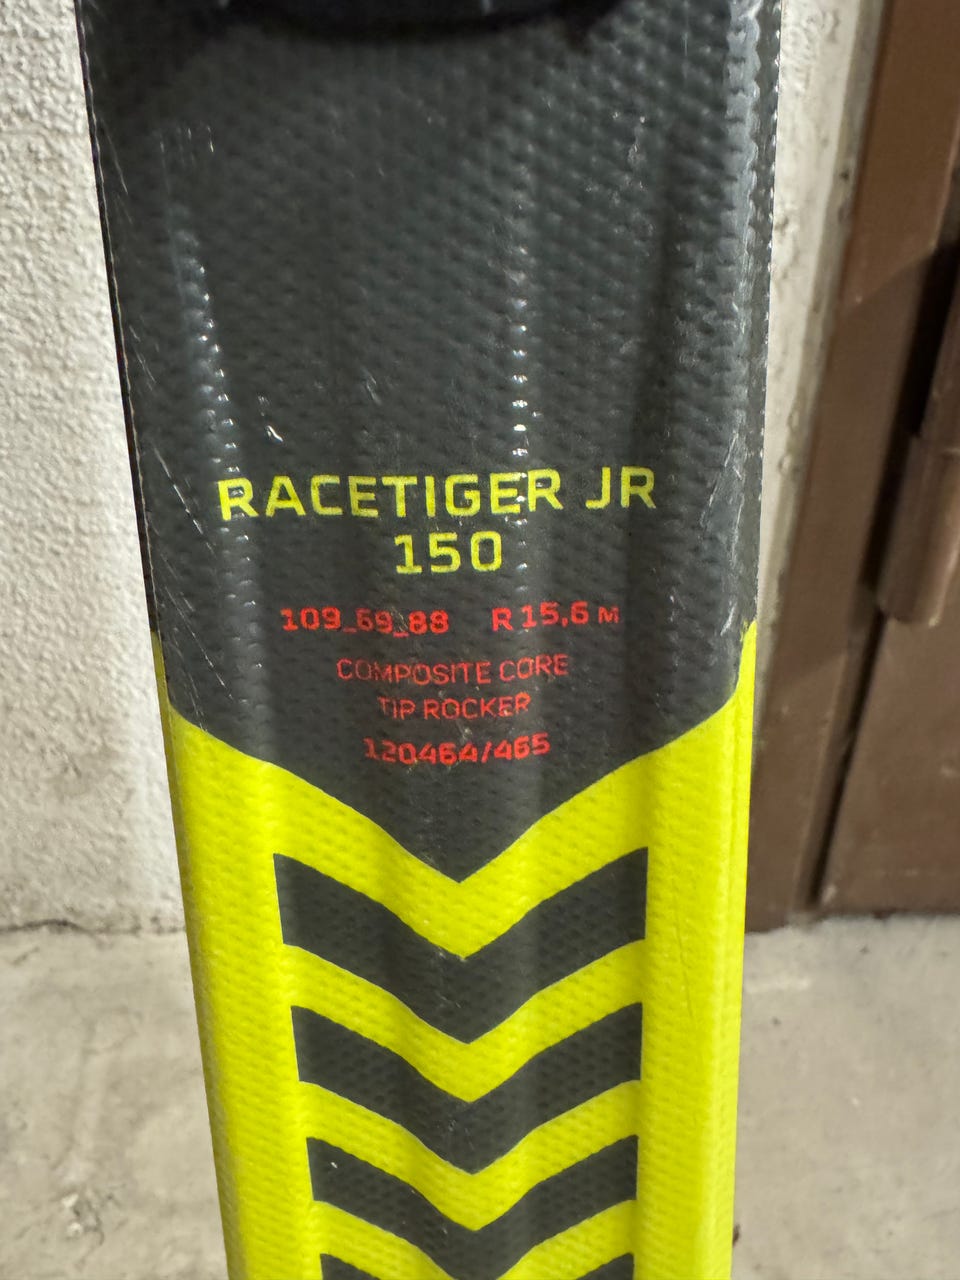 RACETIGER JR
150
109_69_88 R 15,6 M
COMPOSITE CORE
TIP ROCKER
120464/465